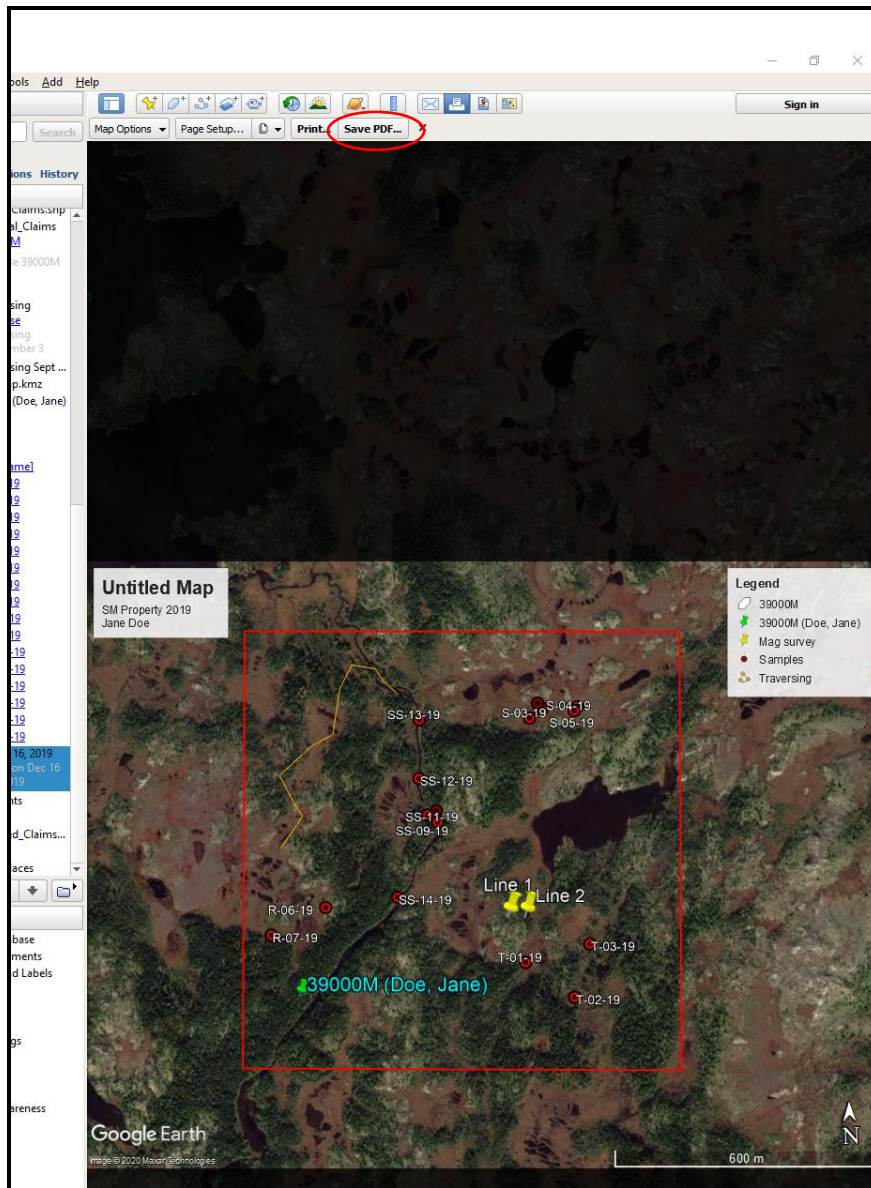 ools Add Help
Sign in
Search
Map Options Page Setup... Print... Save PDF...
ions History
Claims.shp
al_Claims
M
e 39000M
sing
se
sing
mber 3
sing Sept ...
p.kmz
(Doe, Jane)
ame]
19
19
19
19
19
19
19
19
19
19
-19
-19
-19
-19
-19
-19
16, 2019
on Dec 16
019
nts
ed_Claims...
aces
base
ments
d Labels
gs
areness
Untitled Map
SM Property 2019
Jane Doe
Legend
39000M
39000M (Doe, Jane)
Mag survey
Samples
Traversing
SS-13-19
S-03-19
S-04-19
S-05-19
SS-12-19
SS-11-19
SS-09-19
Line 1
Line 2
SS-14-19
R-06-19
R-07-19
T-03-19
T-01-19
39000M (Doe, Jane)
T-02-19
Google Earth
Image © 2020 Maxar Technologies
N
600 m